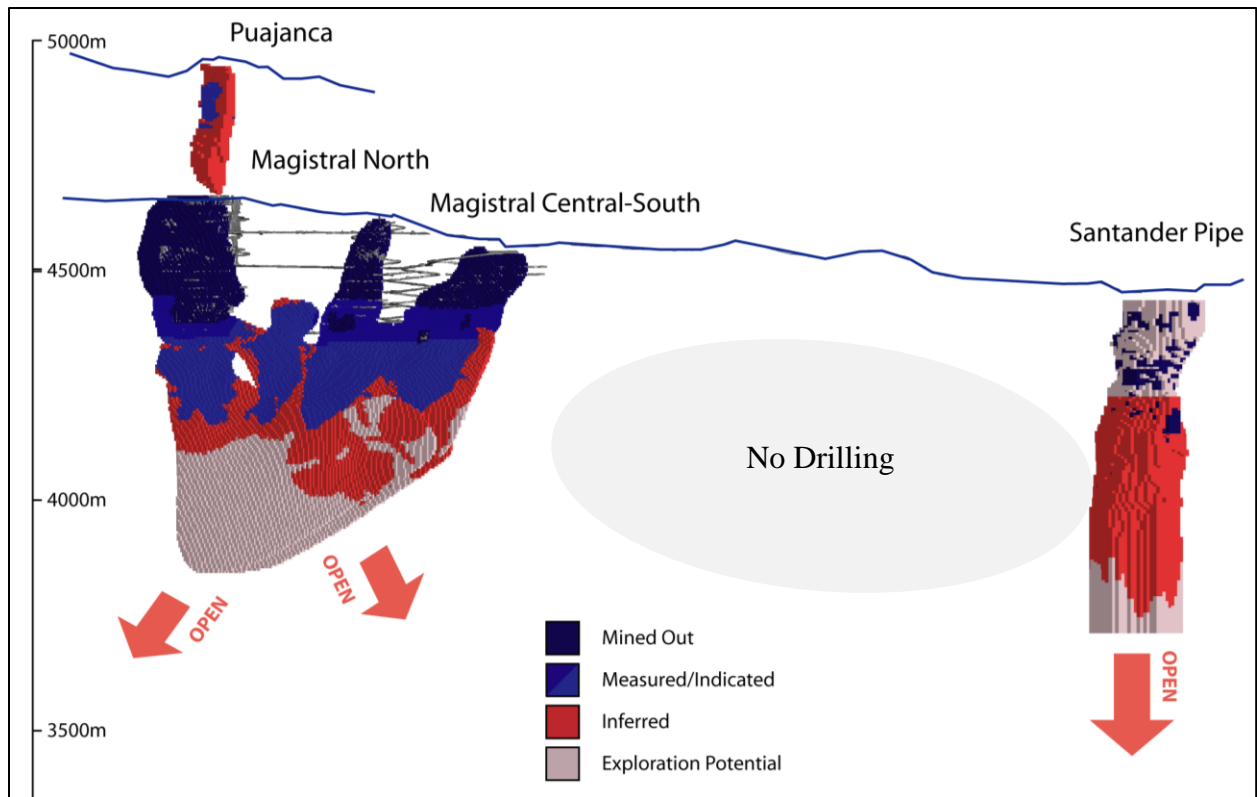 5000m
Puajanca
Magistral North
Magistral Central-South
Santander Pipe
4500m
No Drilling
4000m
OPEN
OPEN
OPEN
Mined Out
Measured/Indicated
Inferred
3500m
Exploration Potential